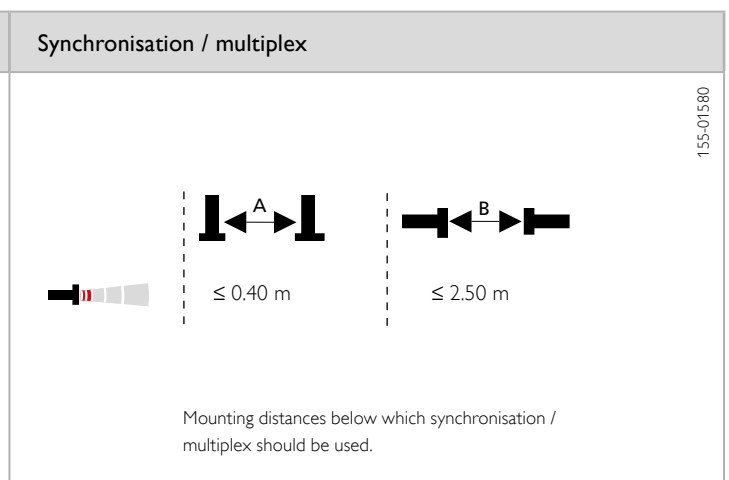 Synchronisation / multiplex
155-01580
A
B
≤ 0.40 m
≤ 2.50 m
Mounting distances below which synchronisation /
multiplex should be used.